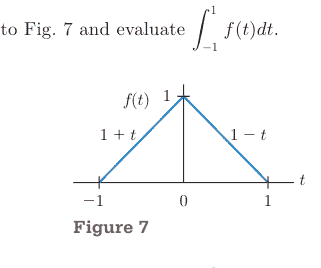 to Fig. 7 and evaluate ∫_{-1}^{1} f(t)dt.
f(t) 1
1 + t 1 − t
t
−1 0 1
Figure 7